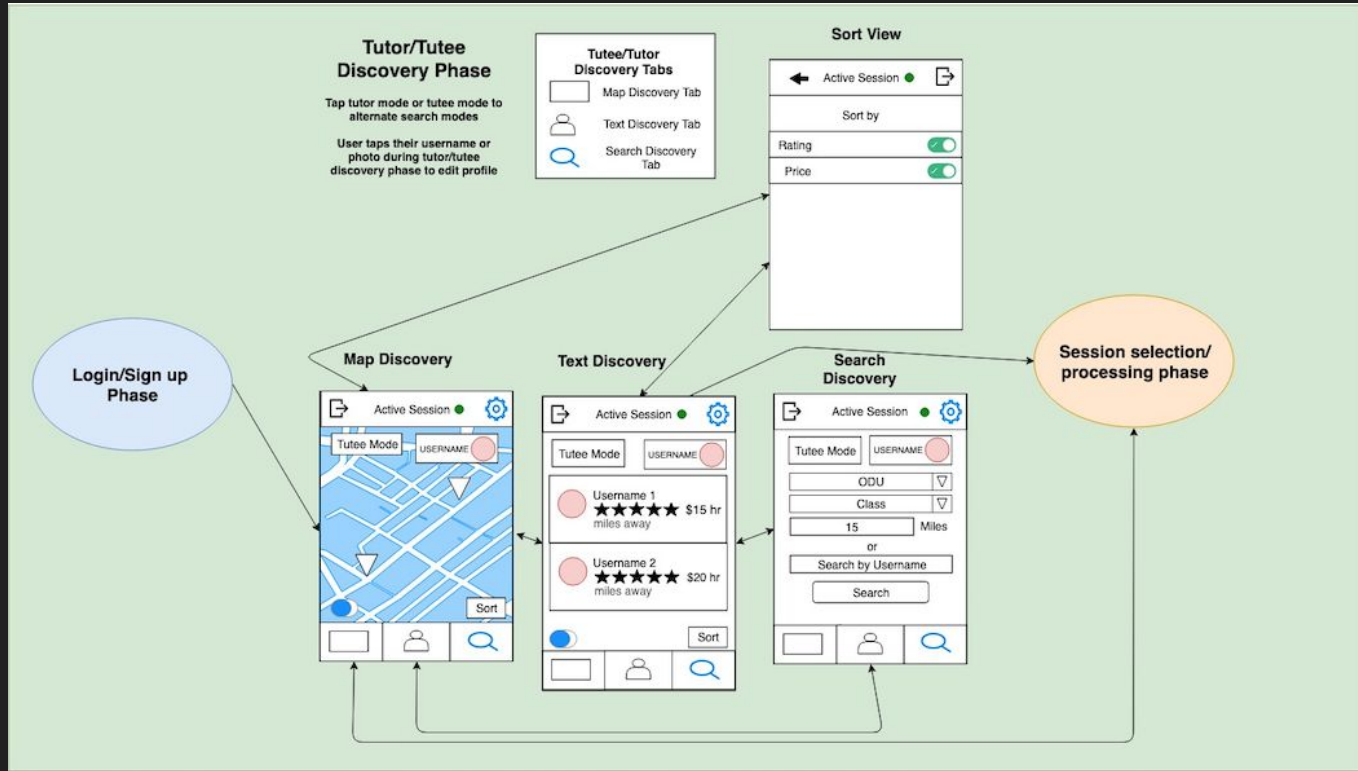 Tutor/Tutee
Discovery Phase
Tap tutor mode or tutee mode to
alternate search modes
User taps their username or
photo during tutor/tutee
discovery phase to edit profile
Tutee/Tutor
Discovery Tabs
Map Discovery Tab
Text Discovery Tab
Search Discovery
Tab
Sort View
Active Session
Sort by
Rating
Price
Login/Sign up
Phase
Map Discovery
Active Session
Tutee Mode
USERNAME
Sort
Text Discovery
Active Session
Tutee Mode
USERNAME
Username 1
$15 hr
miles away
Username 2
$20 hr
miles away
Sort
Search
Discovery
Active Session
Tutee Mode
USERNAME
ODU
Class
15 Miles
or
Search by Username
Search
Session selection/
processing phase